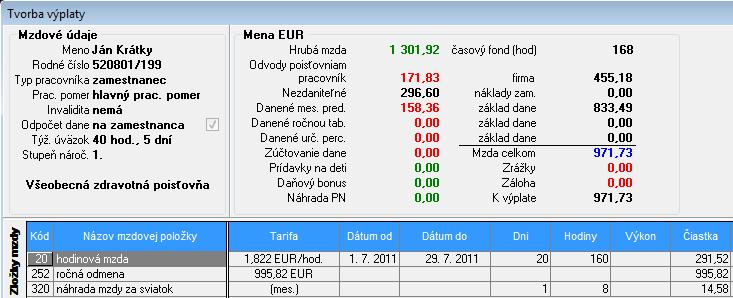 Tvorba výplaty
Mzdové údaje
Meno Ján Krátky
Rodné číslo 520801/199
Typ pracovníka zamestnanec
Prac. pomer hlavný prac. pomer
Invalidita nemá
Odpočet dane na zamestnanca
Týž. úväzok 40 hod., 5 dní
Stupeň nároč. 1.
Všeobecná zdravotná poisťovňa
Mena EUR
Hrubá mzda 1 301,92 časový fond (hod) 168
Odvody poisťovniam
pracovník 171,83 firma 455,18
Nezdaniteľné 296,60 náklady zam. 0,00
Danené mes. pred. 158,36 základ dane 833,49
Danené ročnou tab. 0,00 základ dane 0,00
Danené urč. perc. 0,00 základ dane 0,00
Zúčtovanie dane 0,00 Mzda celkom 971,73
Prídavky na deti 0,00 Zrážky 0,00
Daňový bonus 0,00 Záloha 0,00
Náhrada PN 0,00 K výplate 971,73
Zložky mzdy
Kód Názov mzdovej položky Tarifa Dátum od Dátum do Dni Hodiny Výkon Čiastka
20 hodinová mzda 1,822 EUR/hod. 1. 7. 2011 29. 7. 2011 20 160 291,52
252 ročná odmena 995,82 EUR 995,82
320 náhrada mzdy za sviatok (mes.) 1 8 14,58